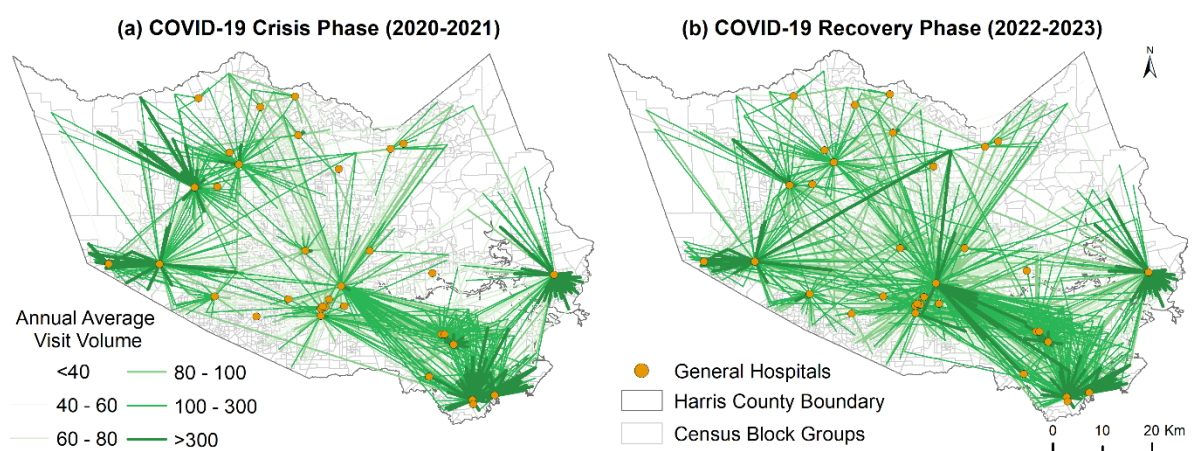 (a) COVID-19 Crisis Phase (2020-2021)
(b) COVID-19 Recovery Phase (2022-2023)
N
Annual Average
Visit Volume
<40
40 - 60
60 - 80
80 - 100
100 - 300
>300
General Hospitals
Harris County Boundary
Census Block Groups
0 10 20 Km